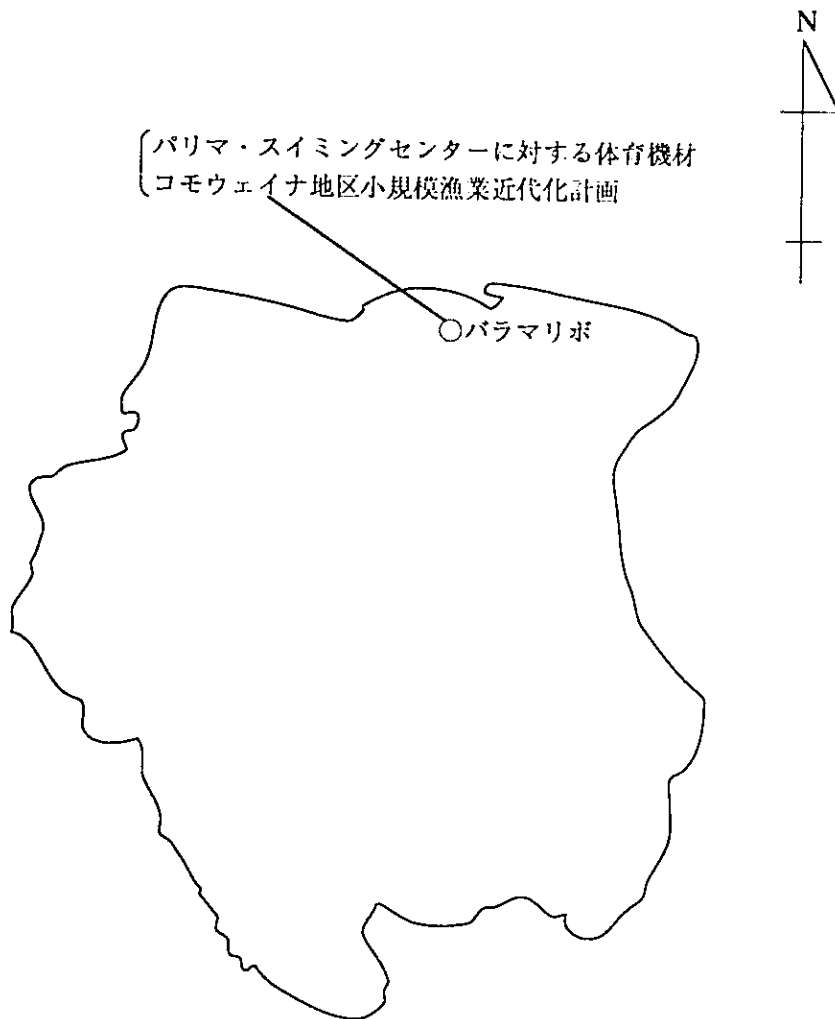 N
パリマ・スイミングセンターに対する体育機材
コモウェイナ地区小規模漁業近代化計画
パラマリボ